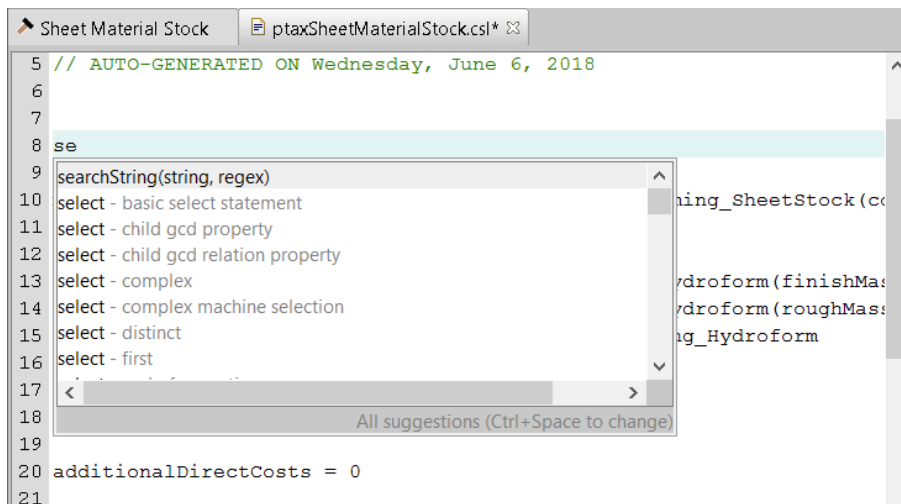 Sheet Material Stock ptaxSheetMaterialStock.csl*
5 // AUTO-GENERATED ON Wednesday, June 6, 2018
6
7
8 se
9
searchString(string, regex)
10 select - basic select statement ning_SheetStock(co
11 select - child gcd property
12 select - child gcd relation property
13 select - complex ydroform(finishMas
14 select - complex machine selection ydroform(roughMass
15 select - distinct ng_Hydroform
16 select - first
17
18 All suggestions (Ctrl+Space to change)
19
20 additionalDirectCosts = 0
21